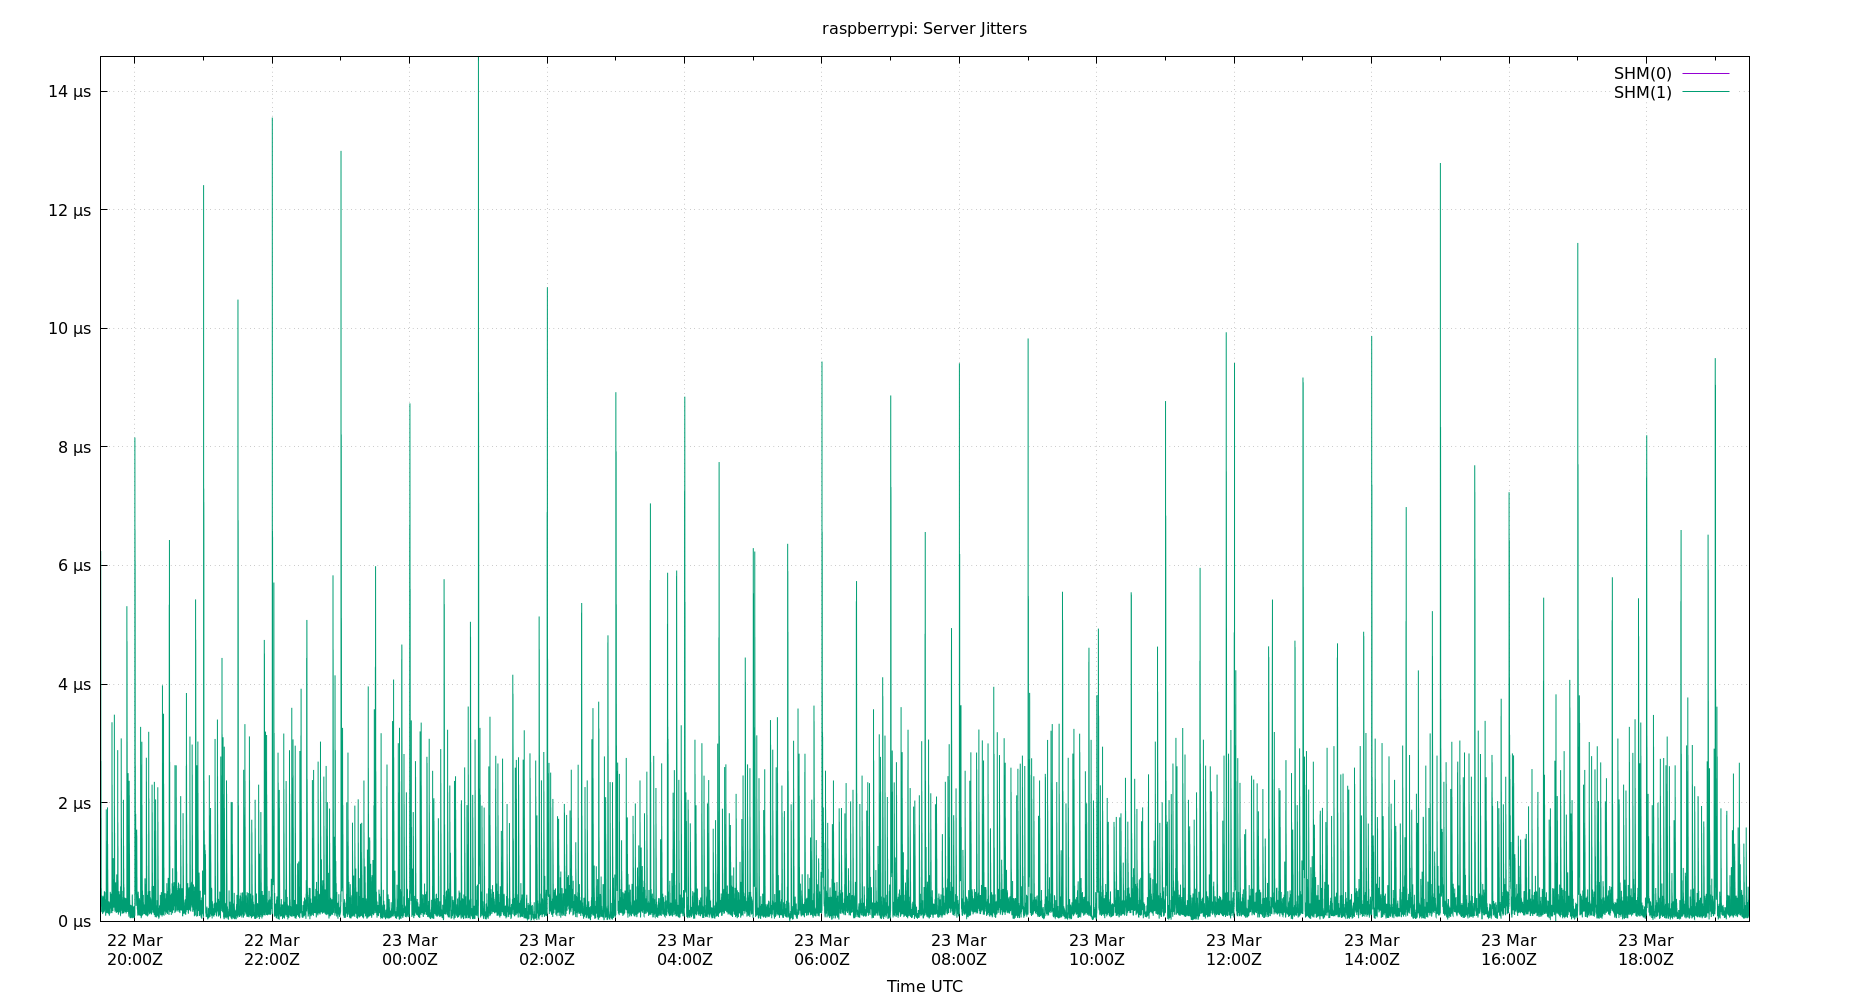 raspberrypi: Server Jitters
SHM(0)
SHM(1)
14 µs
12 µs
10 µs
8 µs
6 µs
4 µs
2 µs
0 µs
22 Mar 22 Mar 23 Mar 23 Mar 23 Mar 23 Mar 23 Mar 23 Mar 23 Mar 23 Mar 23 Mar 23 Mar
20:00Z 22:00Z 00:00Z 02:00Z 04:00Z 06:00Z 08:00Z 10:00Z 12:00Z 14:00Z 16:00Z 18:00Z
Time UTC